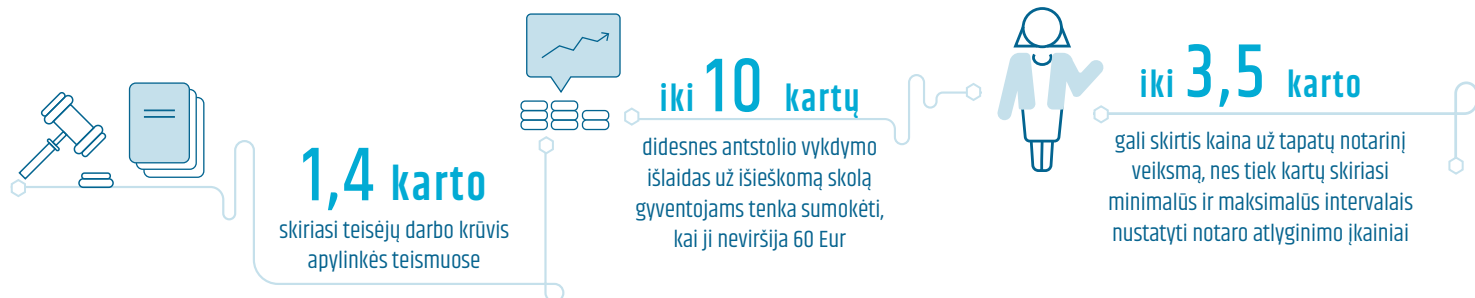 1,4 karto
skiriasi teisėjų darbo krūvis
apylinkės teismuose
iki 10 kartų
didesnes antstolio vykdymo
išlaidas už išieškomą skolą
gyventojams tenka sumokėti,
kai ji neviršija 60 Eur
iki 3,5 karto
gali skirtis kaina už tapatų notarinį
veiksmą, nes tiek kartų skiriasi
minimalūs ir maksimalūs intervalais
nustatyti notaro atlyginimo įkainiai